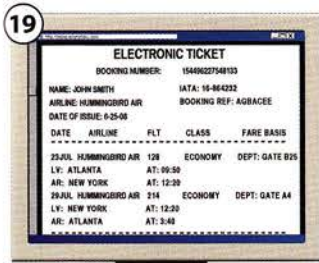 19
ELECTRONIC TICKET
BOOKING NUMBER: 154496227548133
NAME: JOHN SMITH IATA: 16-864232
AIRLINE: HUMMINGBIRD AIR BOOKING REF: AGBACEE
DATE OF ISSUE: 6-25-08
DATE AIRLINE FLT CLASS FARE BASIS
23JUL HUMMINGBIRD AIR 128 ECONOMY DEPT: GATE B25
LV: ATLANTA AT: 09:50
AR: NEW YORK AT: 12:20
29JUL HUMMINGBIRD AIR 214 ECONOMY DEPT: GATE A4
LV: NEW YORK AT: 12:20
AR: ATLANTA AT: 3:40